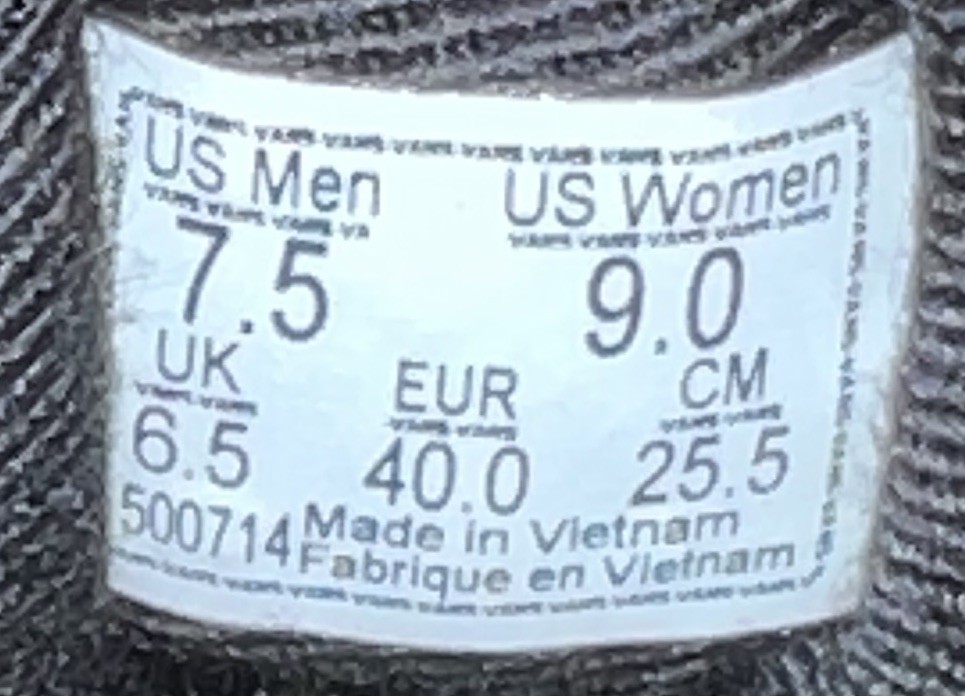 US Men US Women
7.5 9.0
UK EUR CM
6.5 40.0 25.5
500714 Made in Vietnam
Fabrique en Vietnam